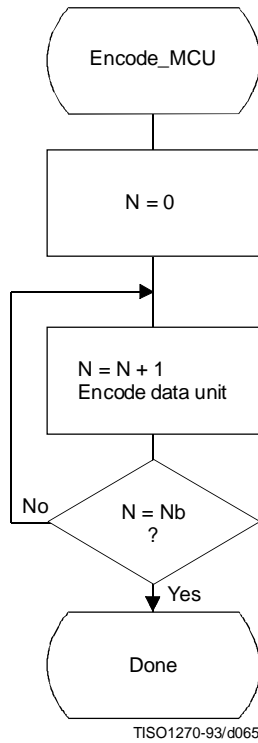 Encode_MCU
N = 0
N = N + 1
Encode data unit
No
N = Nb
?
Yes
Done
TISO1270-93/d065